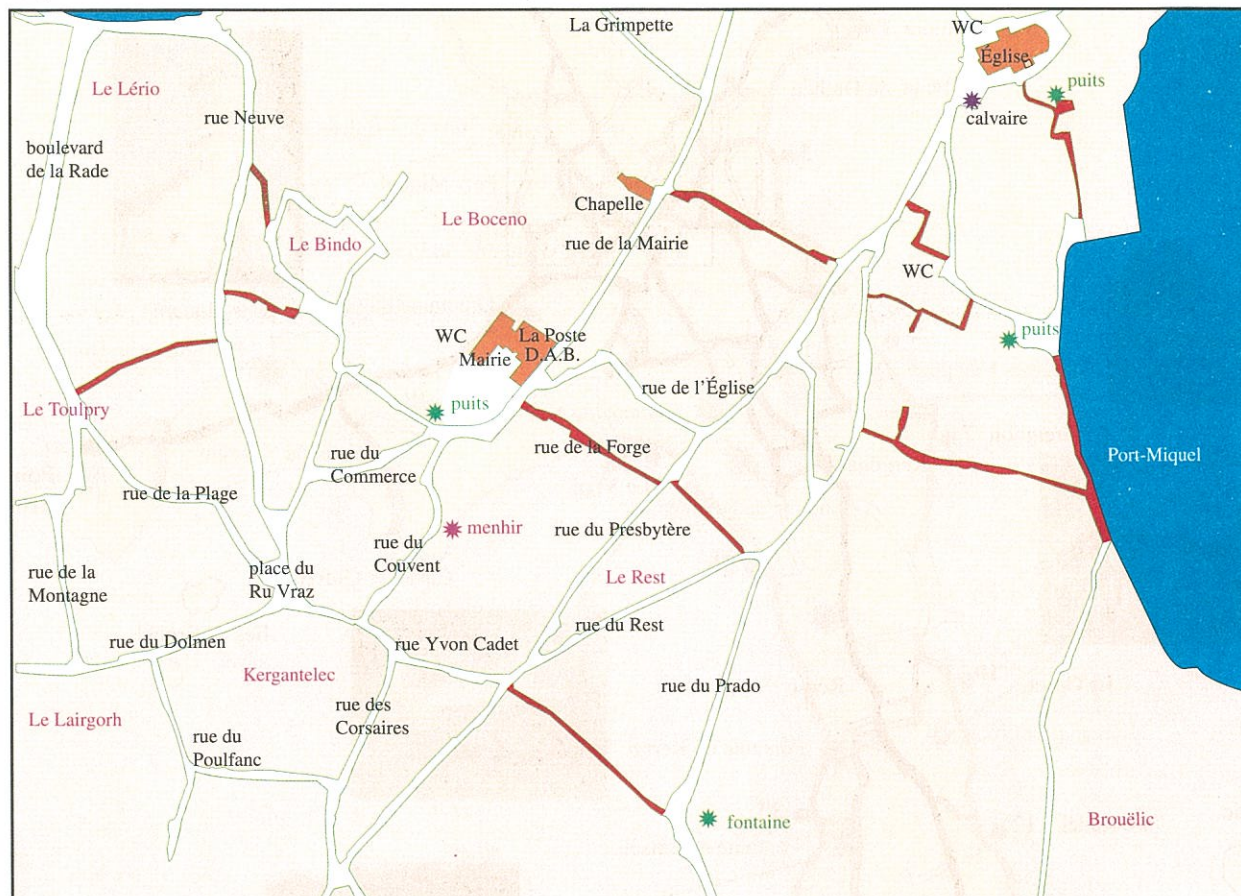 La Grimpette
WC
Église
puits
calvaire
Le Lério
rue Neuve
boulevard
de la Rade
Le Bindo
Le Boceno
Chapelle
rue de la Mairie
WC
WC
La Poste
Mairie
D.A.B.
puits
Le Toulpry
puits
rue de l'Église
rue du
Commerce
rue de la Forge
Port-Miquel
rue de la Plage
menhir
rue du Presbytère
rue du
Couvent
rue de la
Montagne
place du
Ru Vraz
Le Rest
rue du Rest
rue du Dolmen
rue Yvon Cadet
Kergantelec
rue du Prado
Le Lairgorh
rue des
Corsaires
rue du
Poulfanc
fontaine
Brouëlic